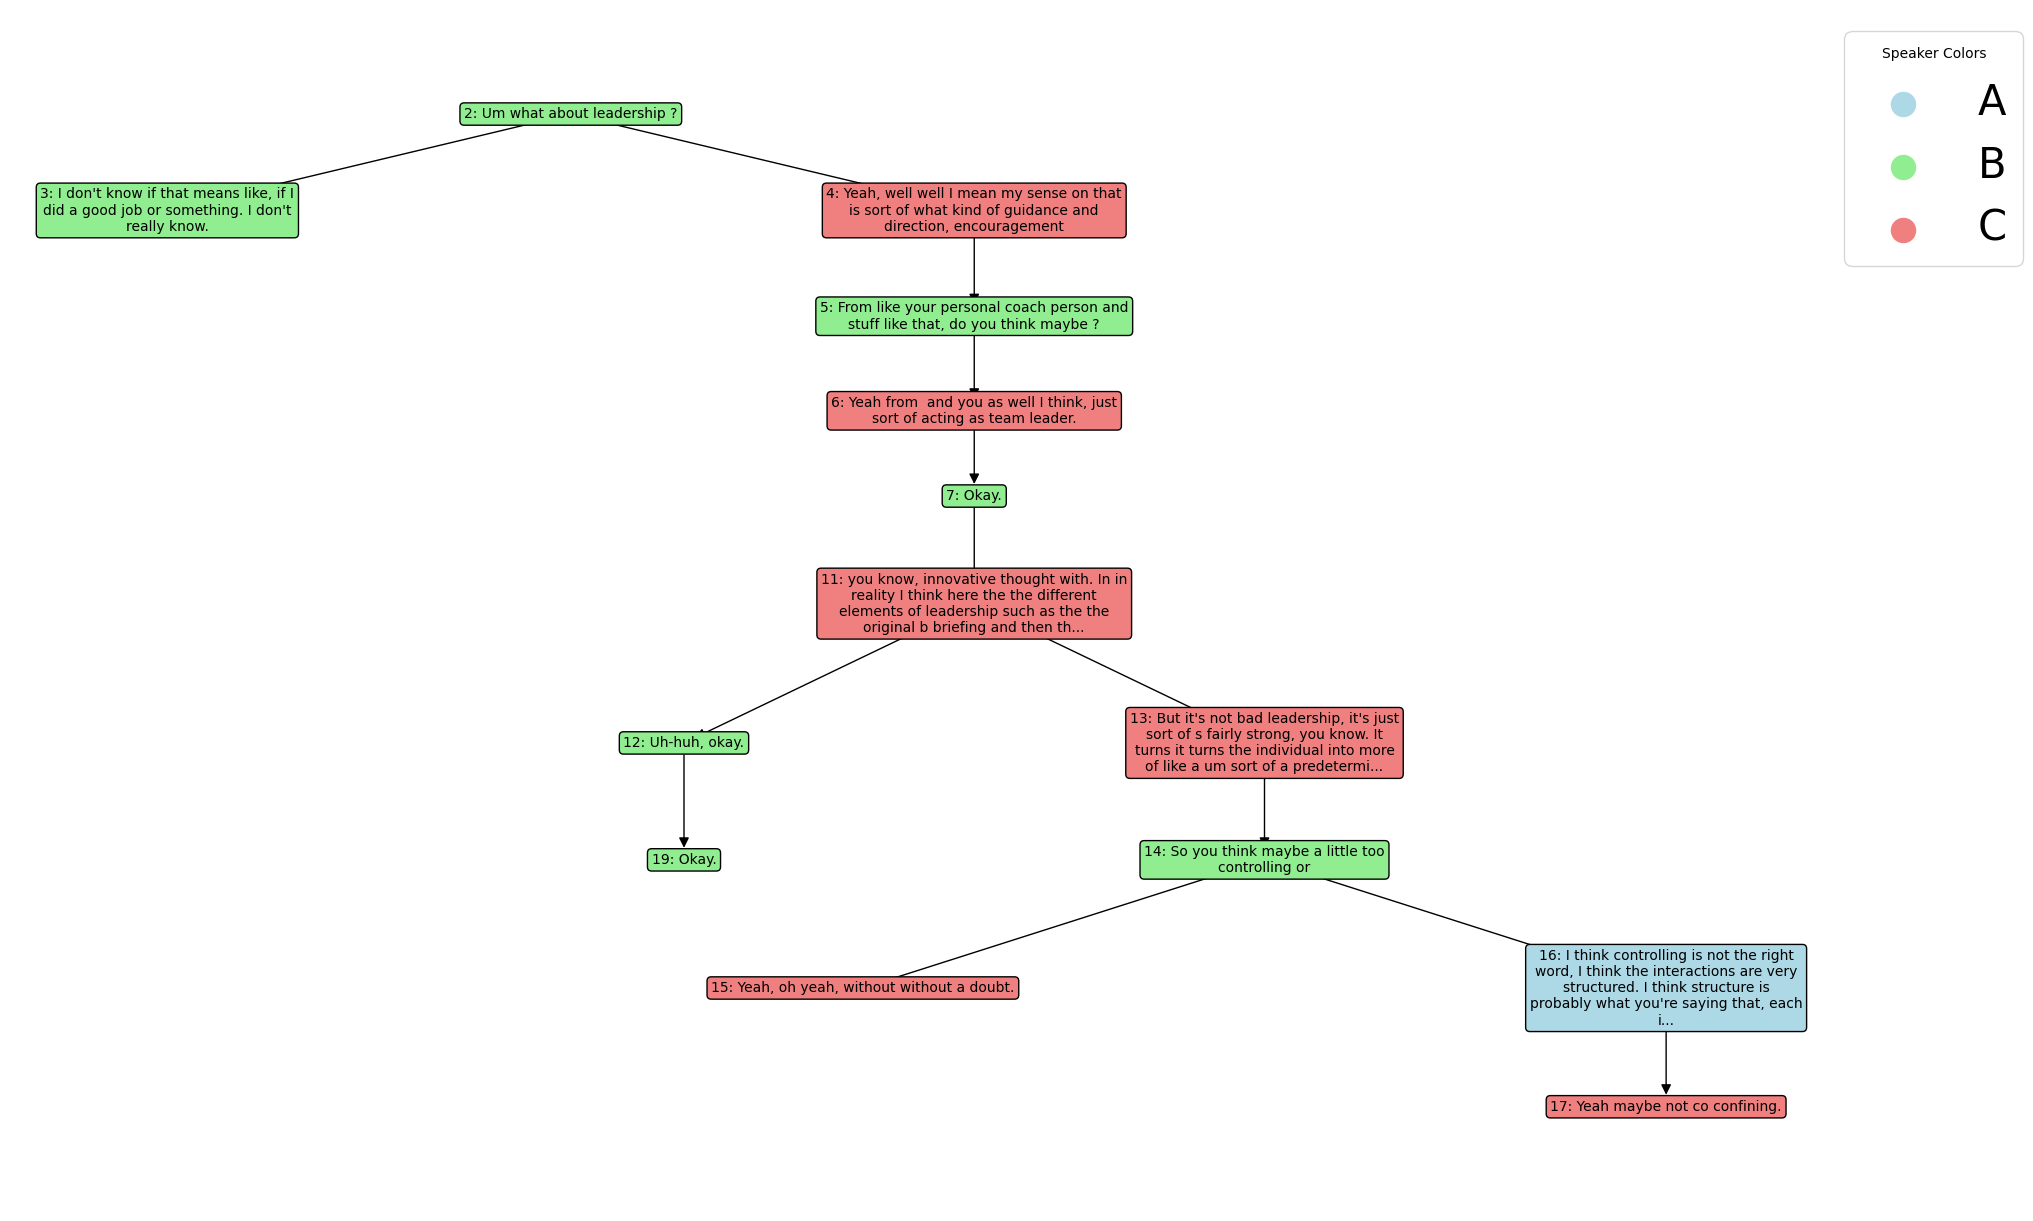 Speaker Colors
A
B
C
2: Um what about leadership ?
3: I don't know if that means like, if I
did a good job or something. I don't
really know.
4: Yeah, well well I mean my sense on that
is sort of what kind of guidance and
direction, encouragement
5: From like your personal coach person and
stuff like that, do you think maybe ?
6: Yeah from  and you as well I think, just
sort of acting as team leader.
7: Okay.
11: you know, innovative thought with. In in
reality I think here the the different
elements of leadership such as the the
original b briefing and then th...
12: Uh-huh, okay.
13: But it's not bad leadership, it's just
sort of s fairly strong, you know. It
turns it turns the individual into more
of like a um sort of a predetermi...
19: Okay.
14: So you think maybe a little too
controlling or
15: Yeah, oh yeah, without without a doubt.
16: I think controlling is not the right
word, I think the interactions are very
structured. I think structure is
probably what you're saying that, each
i...
17: Yeah maybe not co confining.